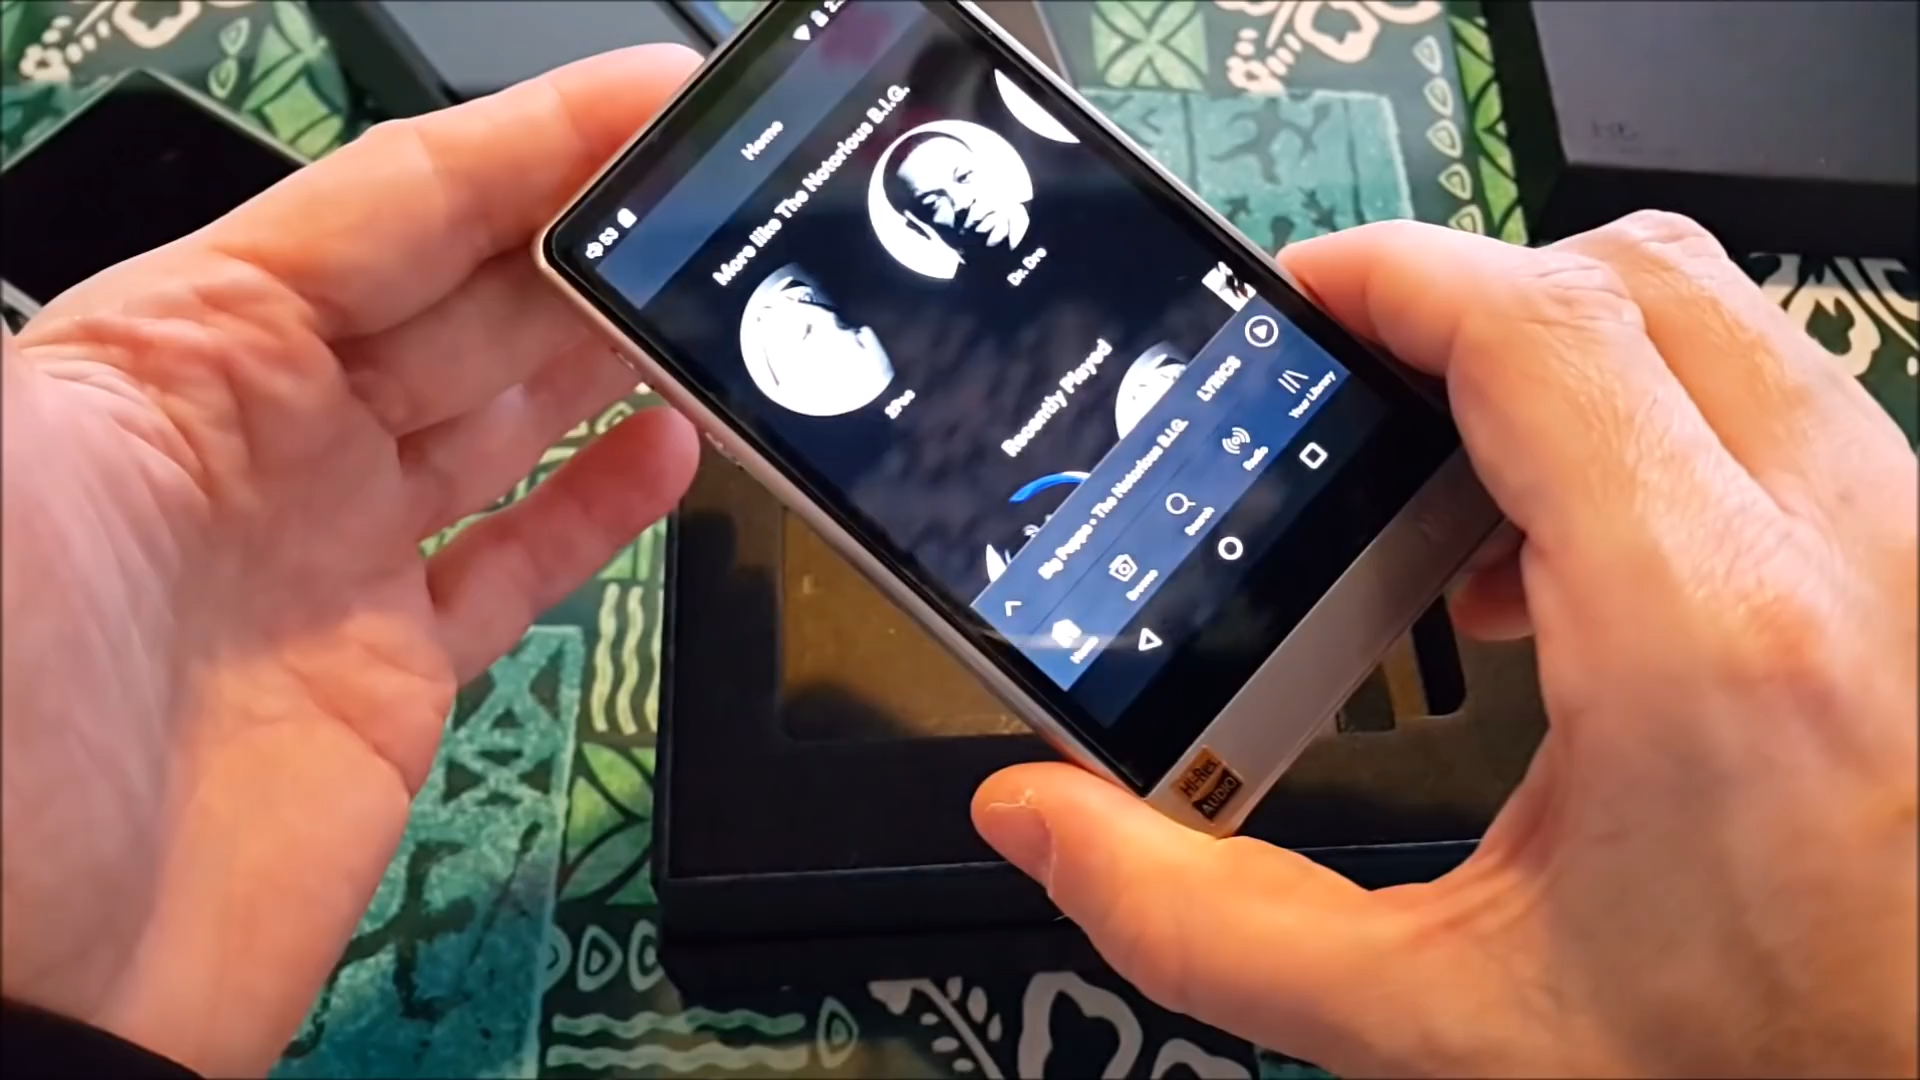 53
Home
More like The Notorious B.I.G.
2Pac
Dr. Dre
Recently Played
Big Poppa • The Notorious B.I.G.
LYRICS
Home
Browse
Search
Radio
Your Library
Hi-Res
AUDIO